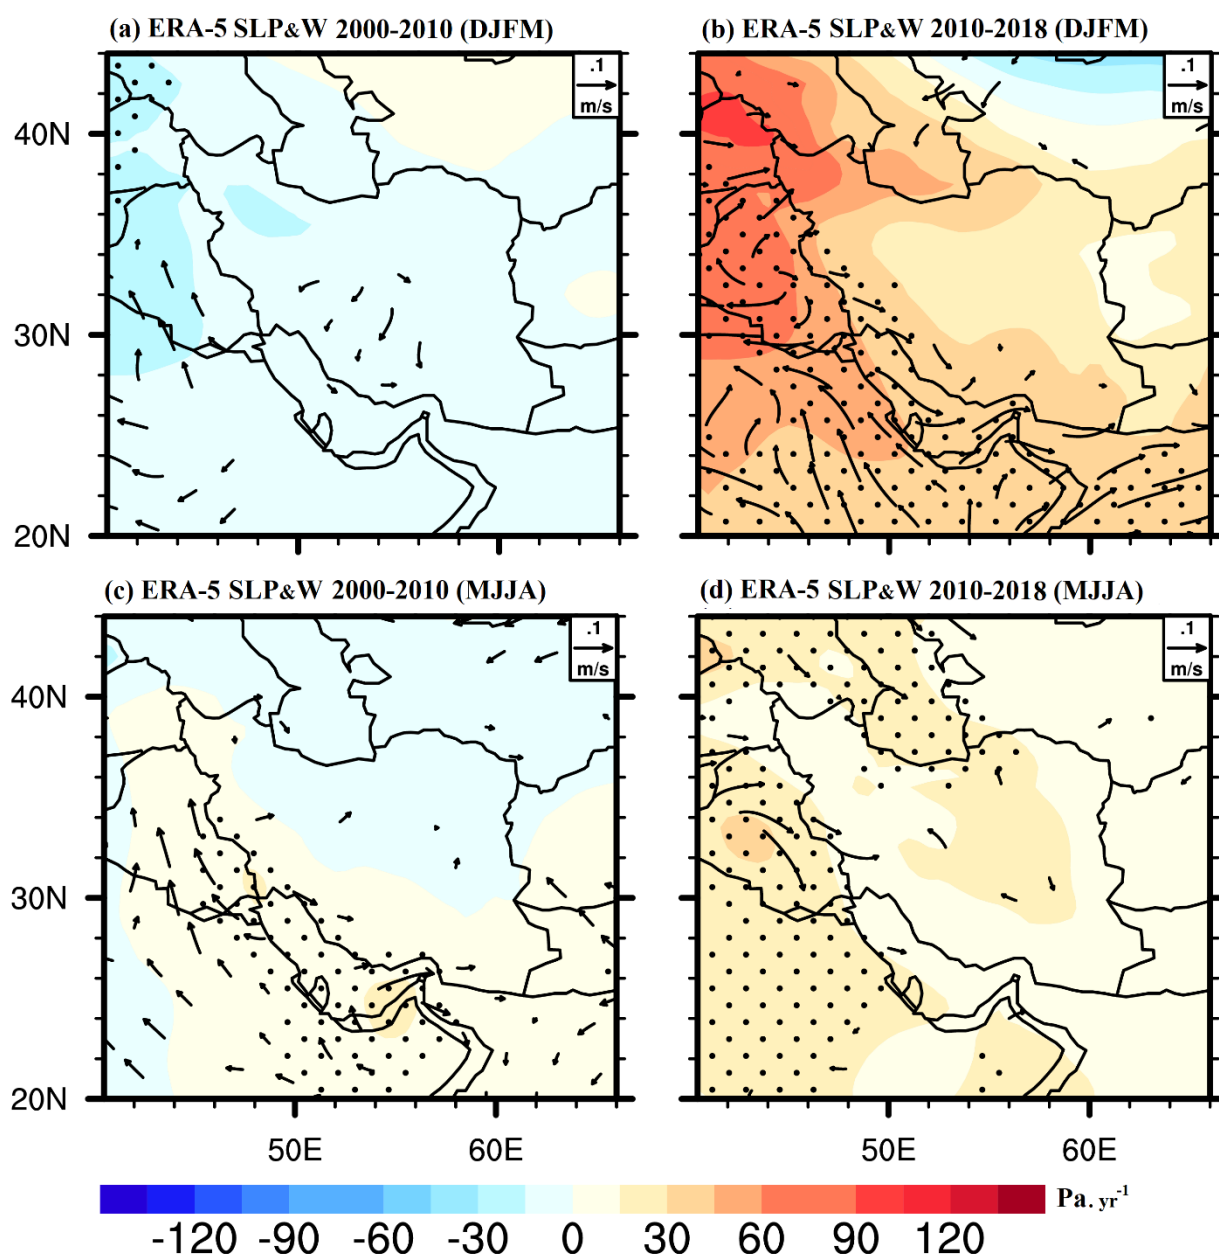 (a) ERA-5 SLP&W 2000-2010 (DJFM)
(b) ERA-5 SLP&W 2010-2018 (DJFM)
.1
m/s
.1
m/s
40N
30N
20N
(c) ERA-5 SLP&W 2000-2010 (MJJA)
(d) ERA-5 SLP&W 2010-2018 (MJJA)
.1
m/s
.1
m/s
40N
30N
20N
50E 60E 50E 60E
Pa. yr-1
-120 -90 -60 -30 0 30 60 90 120